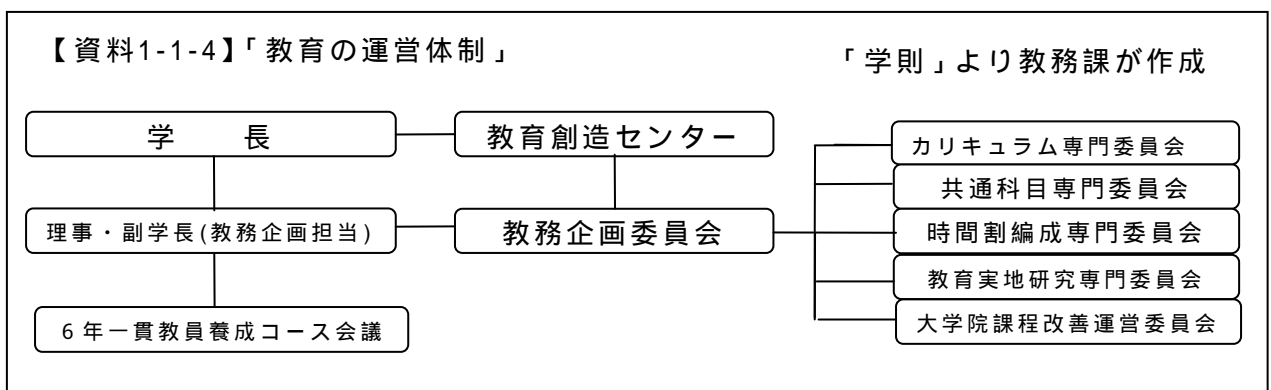 【資料1-1-4】「教育の運営体制」
「学則」より教務課が作成
学　　長
教育創造センター
カリキュラム専門委員会
共通科目専門委員会
理事・副学長(教務企画担当)
教務企画委員会
時間割編成専門委員会
教育実地研究専門委員会
6年一貫教員養成コース会議
大学院課程改善運営委員会